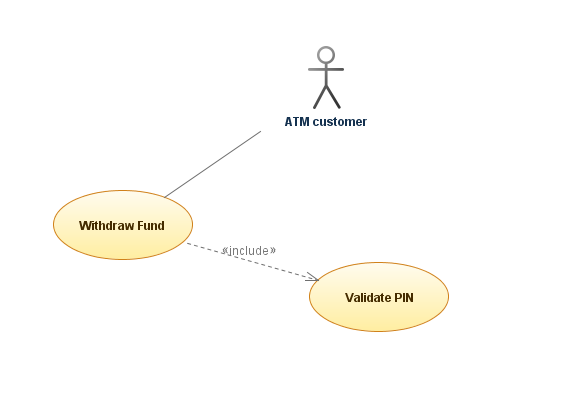 ATM customer
Withdraw Fund
«include»
Validate PIN